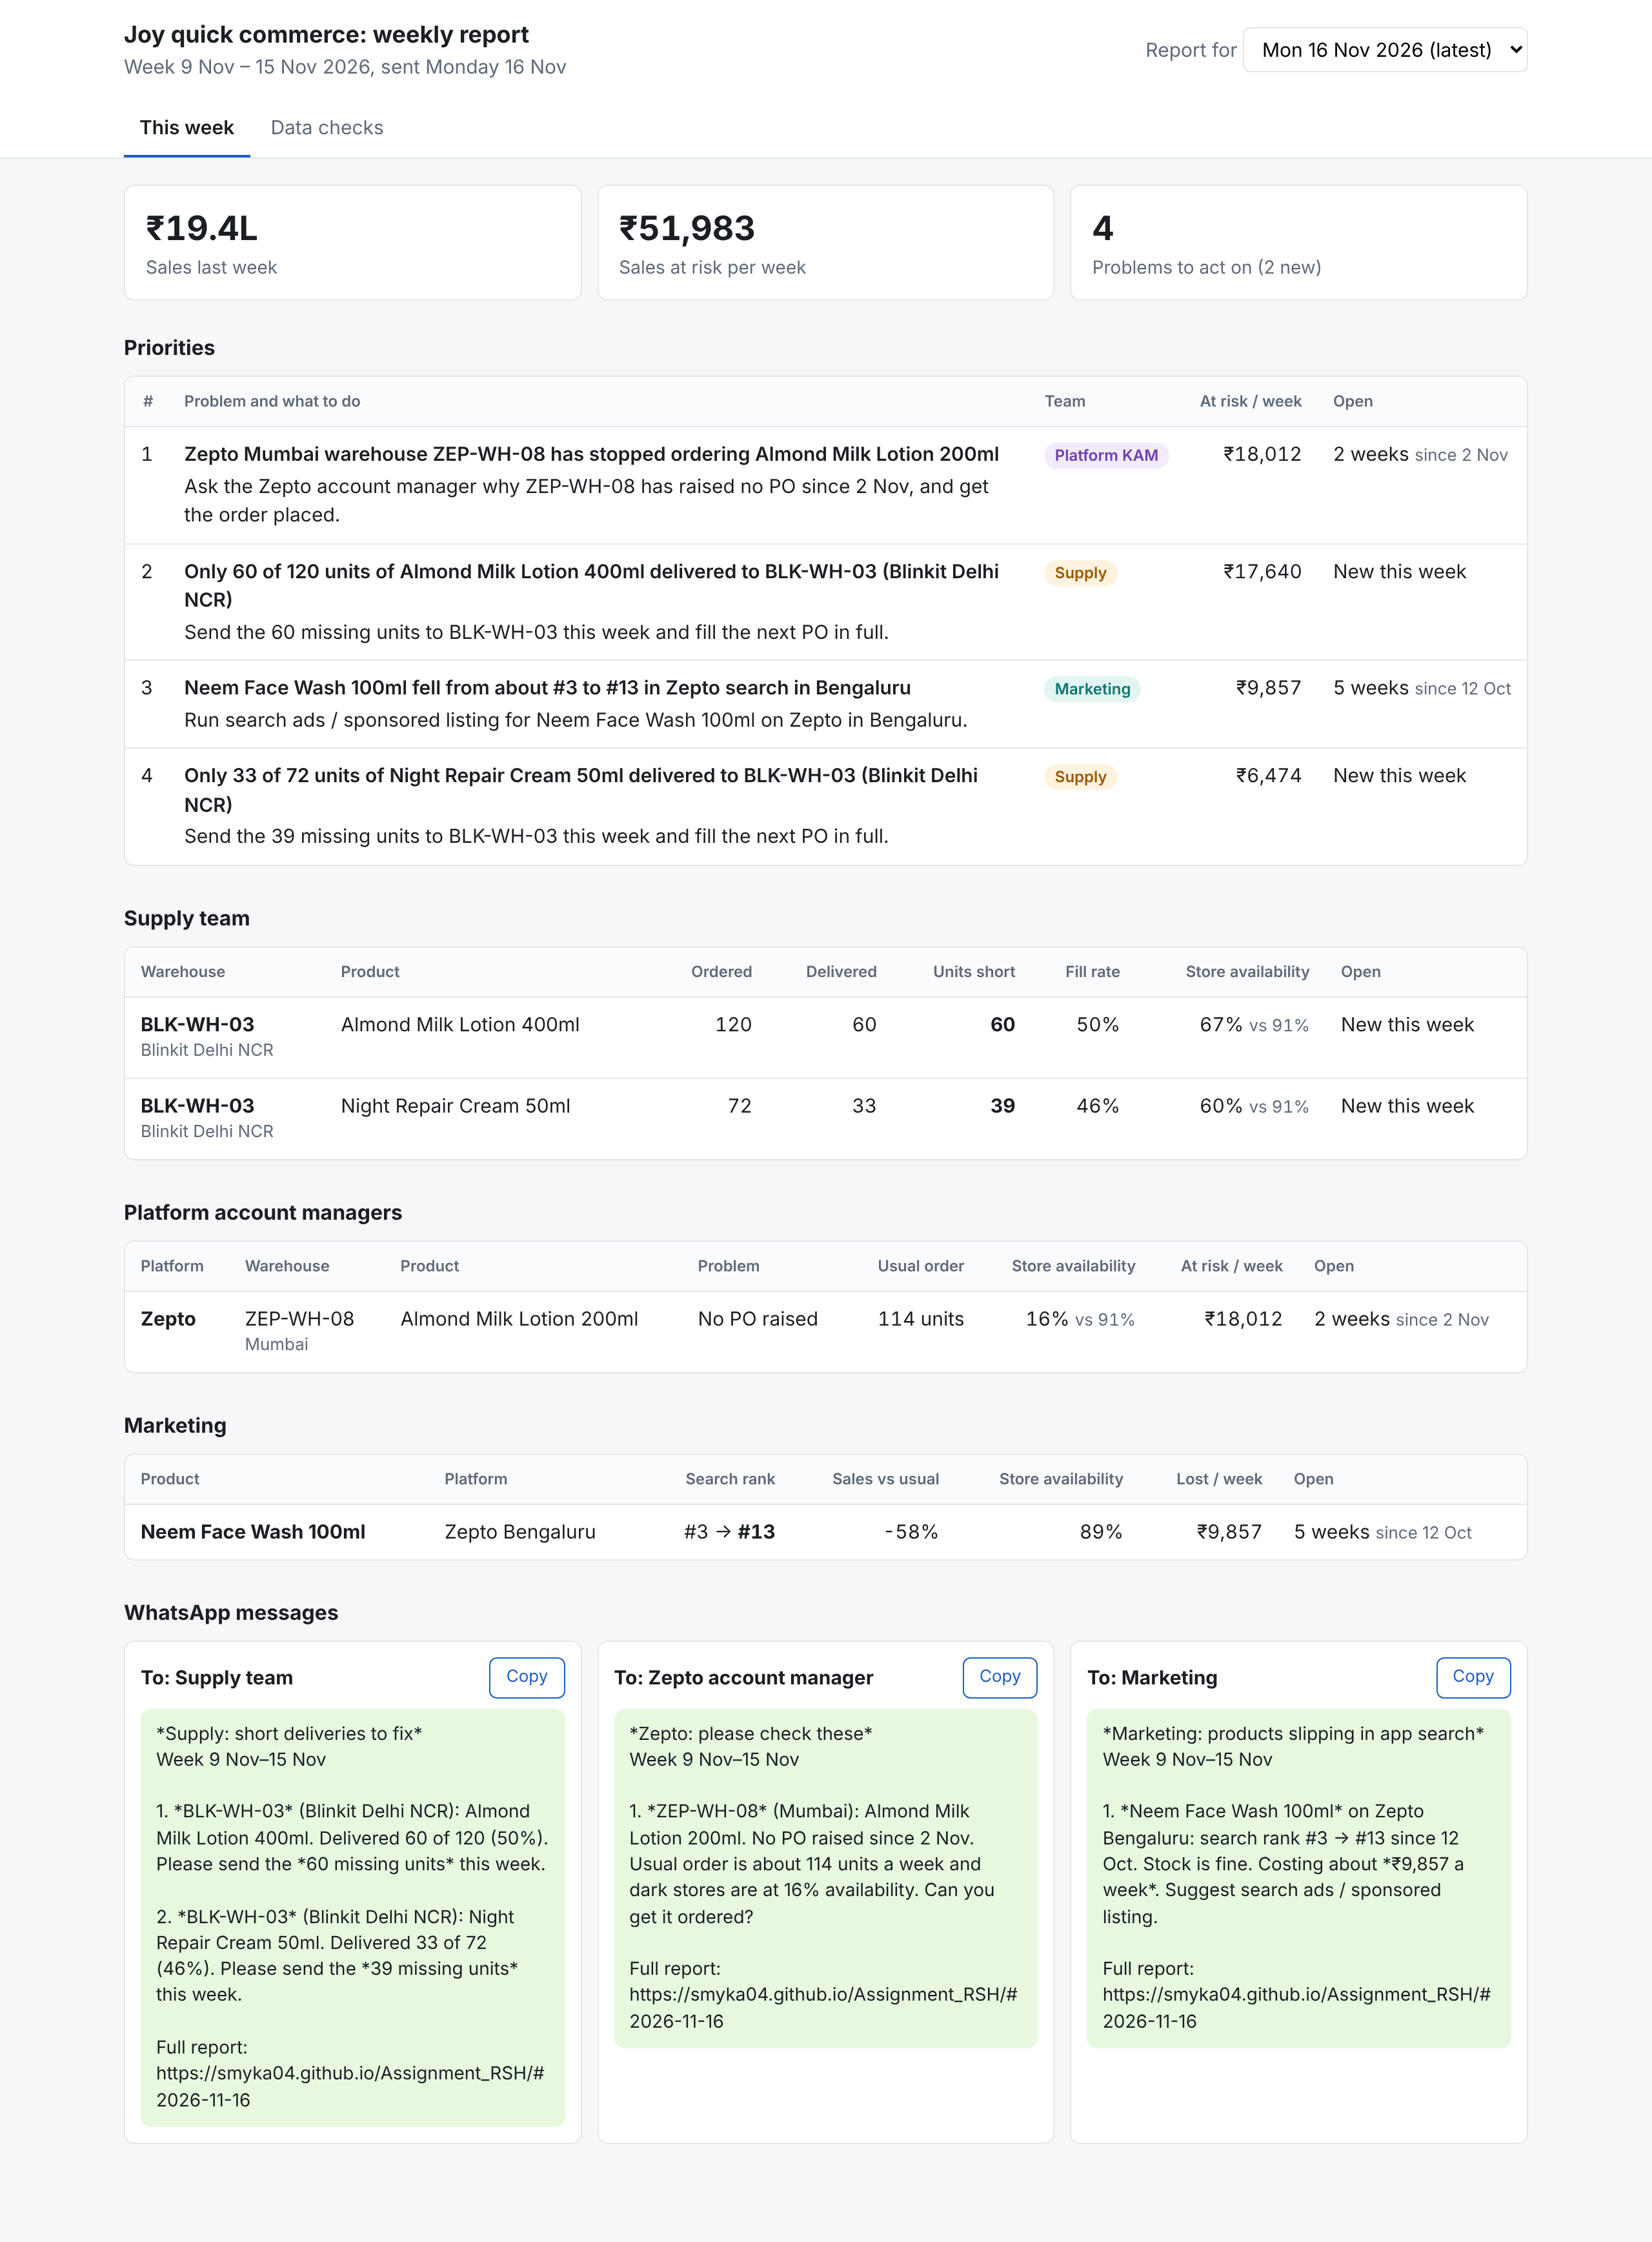 Joy quick commerce: weekly report
Week 9 Nov – 15 Nov 2026, sent Monday 16 Nov
Report for Mon 16 Nov 2026 (latest)
This week Data checks
₹19.4L
Sales last week
₹51,983
Sales at risk per week
4
Problems to act on (2 new)
Priorities
# Problem and what to do Team At risk / week Open
1 Zepto Mumbai warehouse ZEP-WH-08 has stopped ordering Almond Milk Lotion 200ml Platform KAM ₹18,012 2 weeks since 2 Nov
Ask the Zepto account manager why ZEP-WH-08 has raised no PO since 2 Nov, and get
the order placed.
2 Only 60 of 120 units of Almond Milk Lotion 400ml delivered to BLK-WH-03 (Blinkit Delhi Supply ₹17,640 New this week
NCR)
Send the 60 missing units to BLK-WH-03 this week and fill the next PO in full.
3 Neem Face Wash 100ml fell from about #3 to #13 in Zepto search in Bengaluru Marketing ₹9,857 5 weeks since 12 Oct
Run search ads / sponsored listing for Neem Face Wash 100ml on Zepto in Bengaluru.
4 Only 33 of 72 units of Night Repair Cream 50ml delivered to BLK-WH-03 (Blinkit Delhi Supply ₹6,474 New this week
NCR)
Send the 39 missing units to BLK-WH-03 this week and fill the next PO in full.
Supply team
Warehouse Product Ordered Delivered Units short Fill rate Store availability Open
BLK-WH-03 Almond Milk Lotion 400ml 120 60 60 50% 67% vs 91% New this week
Blinkit Delhi NCR
BLK-WH-03 Night Repair Cream 50ml 72 33 39 46% 60% vs 91% New this week
Blinkit Delhi NCR
Platform account managers
Platform Warehouse Product Problem Usual order Store availability At risk / week Open
Zepto ZEP-WH-08 Almond Milk Lotion 200ml No PO raised 114 units 16% vs 91% ₹18,012 2 weeks since 2 Nov
Mumbai
Marketing
Product Platform Search rank Sales vs usual Store availability Lost / week Open
Neem Face Wash 100ml Zepto Bengaluru #3 → #13 -58% 89% ₹9,857 5 weeks since 12 Oct
WhatsApp messages
To: Supply team Copy
*Supply: short deliveries to fix*
Week 9 Nov–15 Nov
1. *BLK-WH-03* (Blinkit Delhi NCR): Almond
Milk Lotion 400ml. Delivered 60 of 120 (50%).
Please send the *60 missing units* this week.
2. *BLK-WH-03* (Blinkit Delhi NCR): Night
Repair Cream 50ml. Delivered 33 of 72
(46%). Please send the *39 missing units*
this week.
Full report:
https://smyka04.github.io/Assignment_RSH/#
2026-11-16
To: Zepto account manager Copy
*Zepto: please check these*
Week 9 Nov–15 Nov
1. *ZEP-WH-08* (Mumbai): Almond Milk
Lotion 200ml. No PO raised since 2 Nov.
Usual order is about 114 units a week and
dark stores are at 16% availability. Can you
get it ordered?
Full report:
https://smyka04.github.io/Assignment_RSH/#
2026-11-16
To: Marketing Copy
*Marketing: products slipping in app search*
Week 9 Nov–15 Nov
1. *Neem Face Wash 100ml* on Zepto
Bengaluru: search rank #3 → #13 since 12
Oct. Stock is fine. Costing about *₹9,857 a
week*. Suggest search ads / sponsored
listing.
Full report:
https://smyka04.github.io/Assignment_RSH/#
2026-11-16